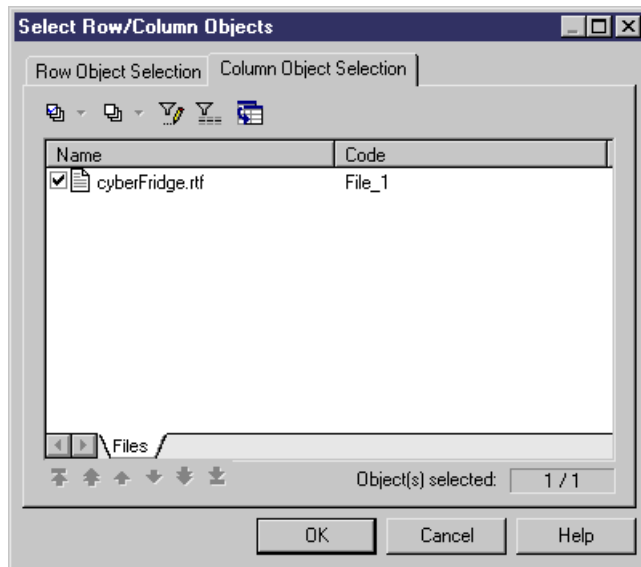 Select Row/Column Objects
Row Object Selection Column Object Selection
Name Code
cyberFridge.rtf File_1
Files
Object(s) selected: 1 / 1
OK Cancel Help